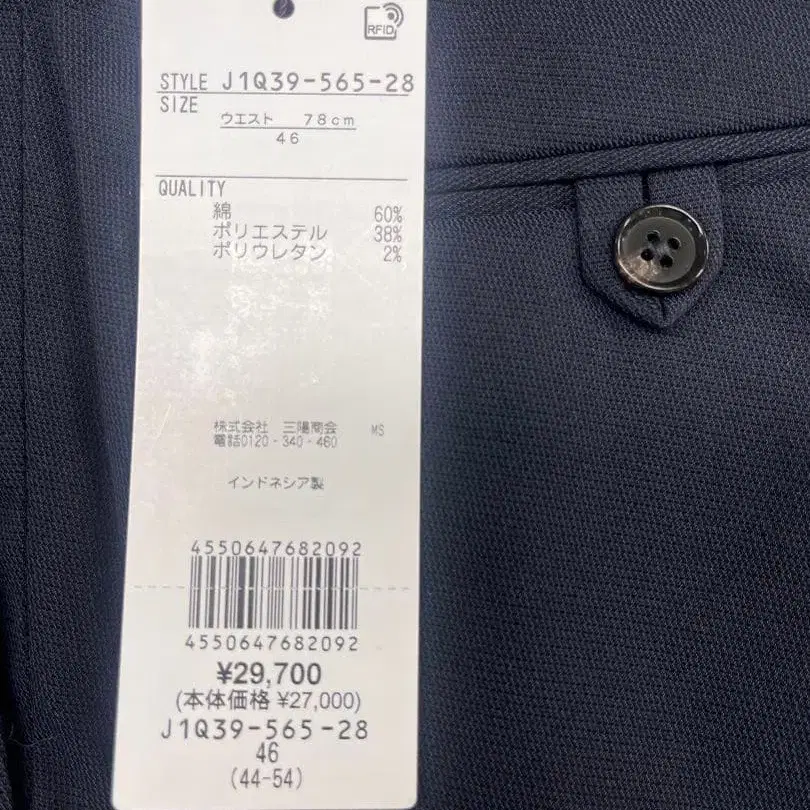 RFID
STYLE J1Q39-565-28
SIZE
ウエスト 78cm
46
QUALITY
綿 60%
ポリエステル 38%
ポリウレタン 2%
株式会社 三陽商会 MS
電話0120-340-460
インドネシア製
4550647682092
4550647682092
¥29,700
(本体価格 ¥27,000)
J1Q39-565-28
46
(44-54)